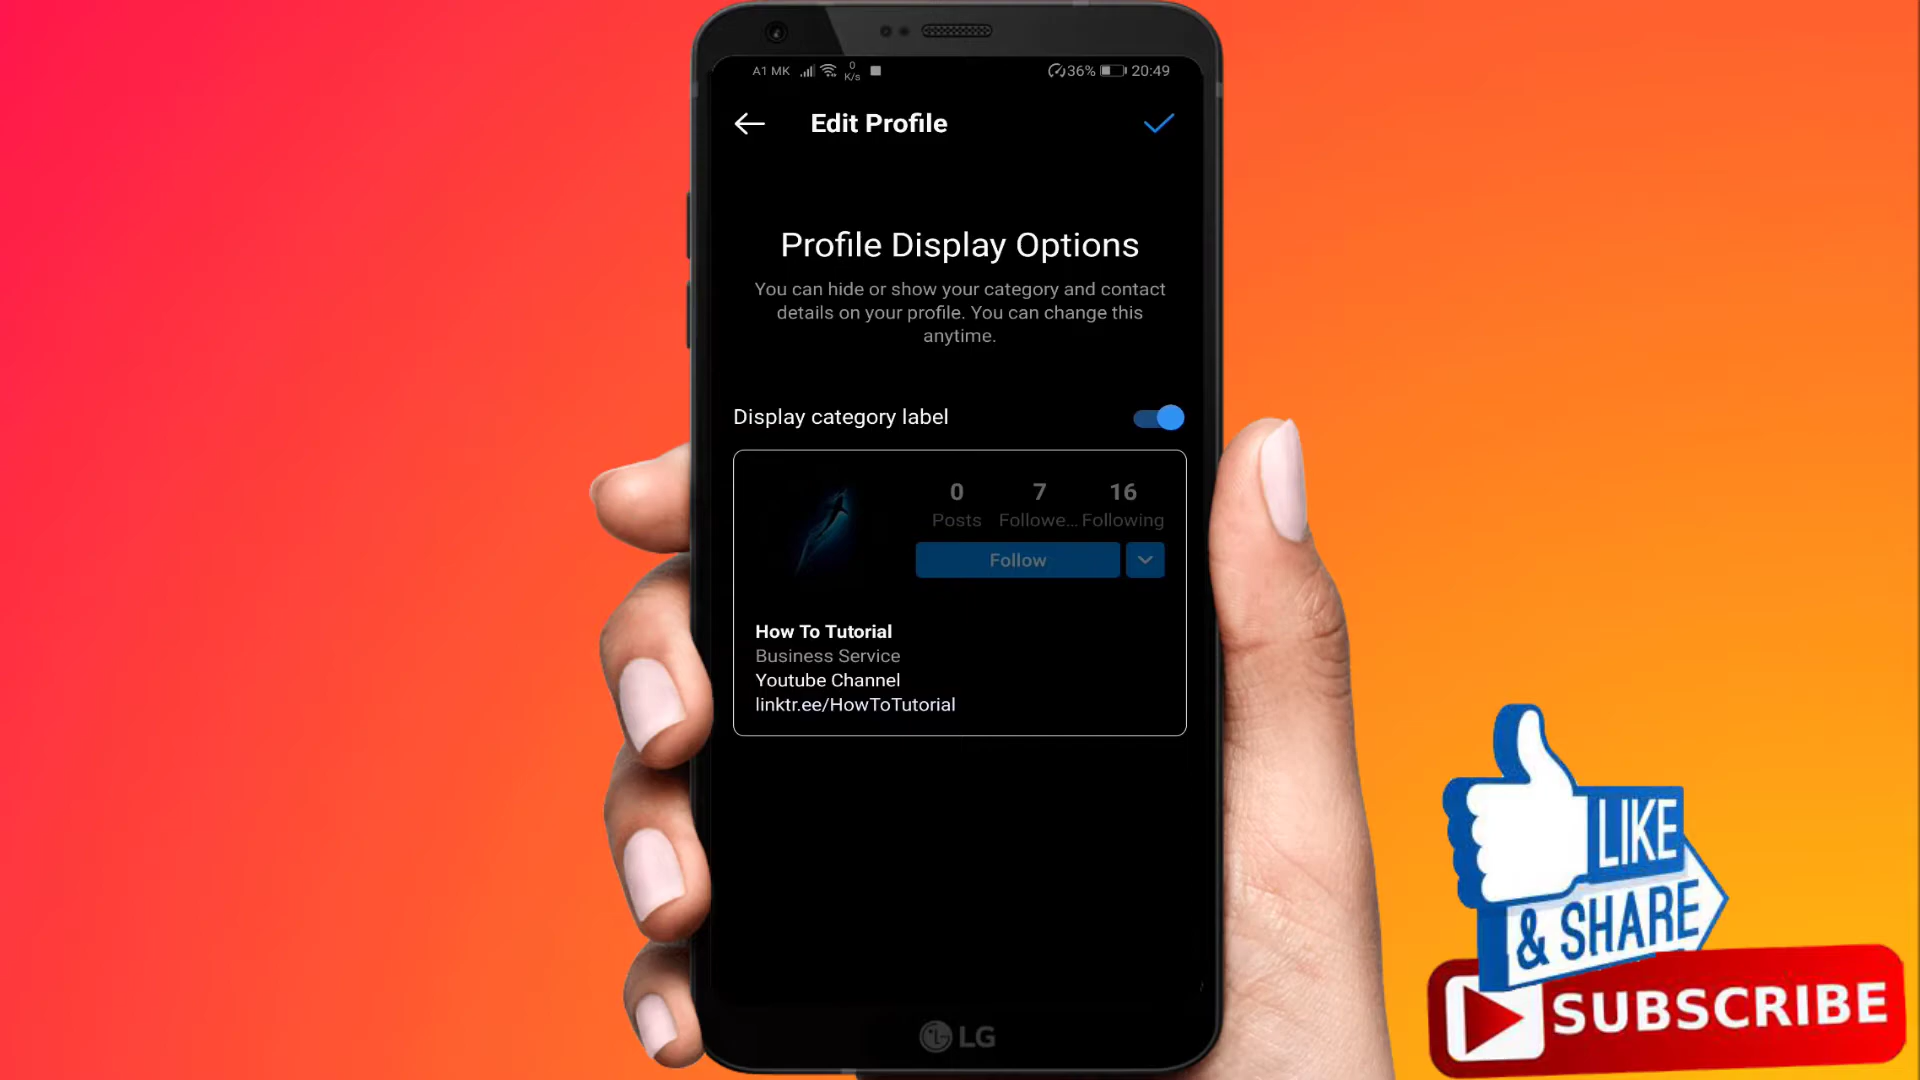 A1 MK 0 K/s 36% 20:49
Edit Profile
Profile Display Options
You can hide or show your category and contact
details on your profile. You can change this
anytime.
Display category label
0 7 16
Posts Followe... Following
Follow
How To Tutorial
Business Service
Youtube Channel
linktr.ee/HowToTutorial
LG
LIKE
& SHARE
SUBSCRIBE